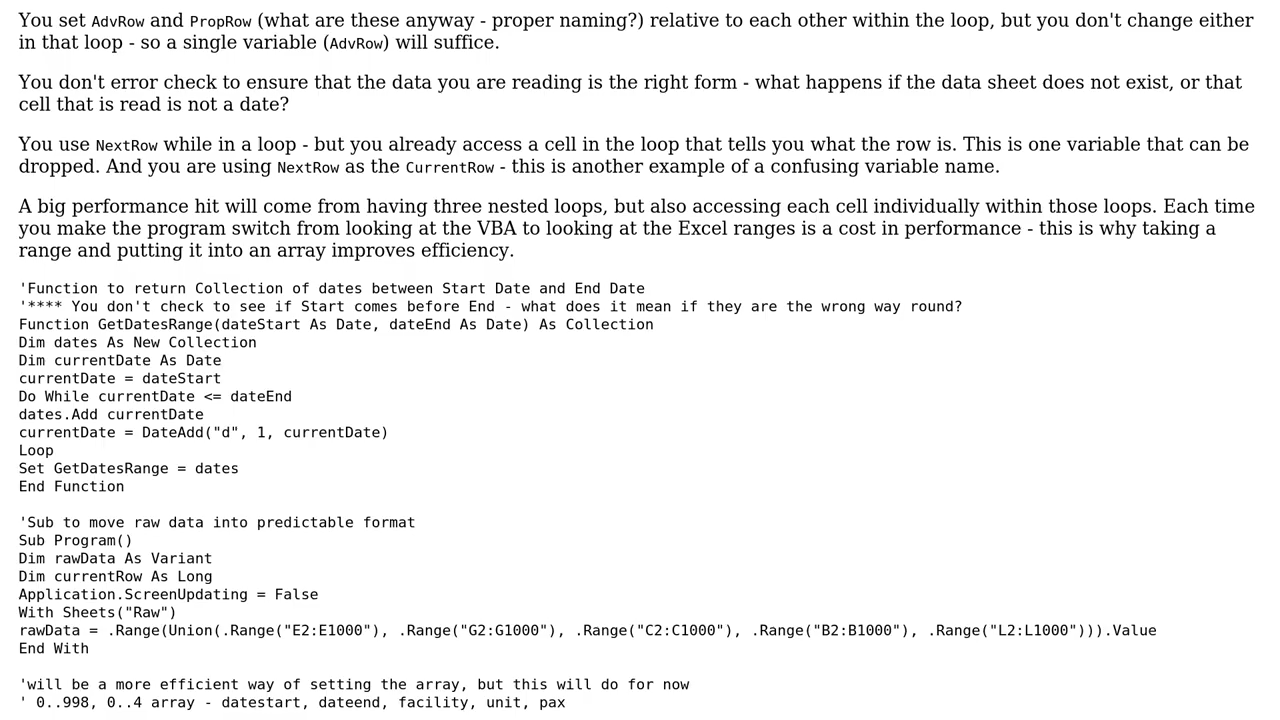 You set AdvRow and PropRow (what are these anyway - proper naming?) relative to each other within the loop, but you don't change either
in that loop - so a single variable (AdvRow) will suffice.
You don't error check to ensure that the data you are reading is the right form - what happens if the data sheet does not exist, or that
cell that is read is not a date?
You use NextRow while in a loop - but you already access a cell in the loop that tells you what the row is. This is one variable that can be
dropped. And you are using NextRow as the CurrentRow - this is another example of a confusing variable name.
A big performance hit will come from having three nested loops, but also accessing each cell individually within those loops. Each time
you make the program switch from looking at the VBA to looking at the Excel ranges is a cost in performance - this is why taking a
range and putting it into an array improves efficiency.
'Function to return Collection of dates between Start Date and End Date
'**** You don't check to see if Start comes before End - what does it mean if they are the wrong way round?
Function GetDatesRange(dateStart As Date, dateEnd As Date) As Collection
Dim dates As New Collection
Dim currentDate As Date
currentDate = dateStart
Do While currentDate <= dateEnd
dates.Add currentDate
currentDate = DateAdd("d", 1, currentDate)
Loop
Set GetDatesRange = dates
End Function
'Sub to move raw data into predictable format
Sub Program()
Dim rawData As Variant
Dim currentRow As Long
Application.ScreenUpdating = False
With Sheets("Raw")
rawData = .Range(Union(.Range("E2:E1000"), .Range("G2:G1000"), .Range("C2:C1000"), .Range("B2:B1000"), .Range("L2:L1000"))).Value
End With
'will be a more efficient way of setting the array, but this will do for now
' 0..998, 0..4 array - datestart, dateend, facility, unit, pax